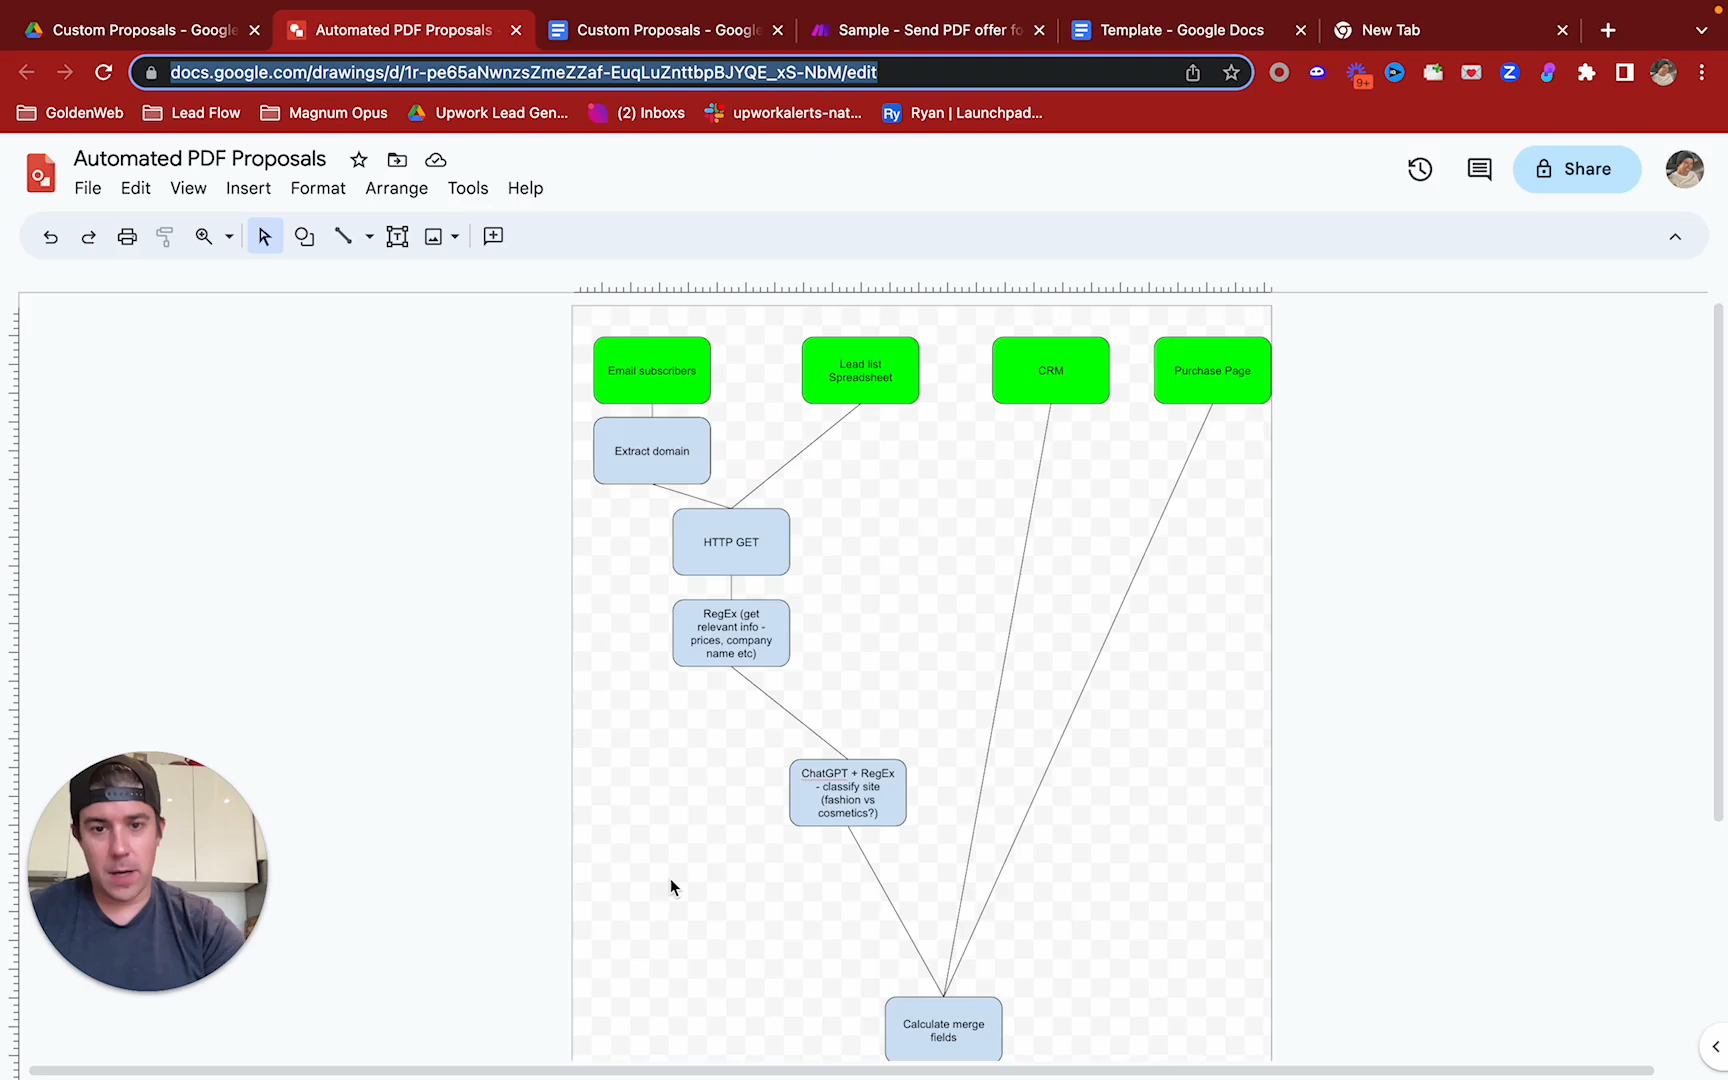 Custom Proposals - Google
Automated PDF Proposals -
Custom Proposals - Google
Sample - Send PDF offer fo
Template - Google Docs
New Tab
docs.google.com/drawings/d/1r-pe65aNwnzsZmeZZaf-EuqLuZnttbpBJYQE_xS-NbM/edit
9+
GoldenWeb
Lead Flow
Magnum Opus
Upwork Lead Gen...
(2) Inboxs
upworkalerts-nat...
Ry
Ryan | Launchpad...
Automated PDF Proposals
File
Edit
View
Insert
Format
Arrange
Tools
Help
Share
Email subscribers
Lead list
Spreadsheet
CRM
Purchase Page
Extract domain
HTTP GET
RegEx (get
relevant info -
prices, company
name etc)
ChatGPT + RegEx
- classify site
(fashion vs
cosmetics?)
Calculate merge
fields